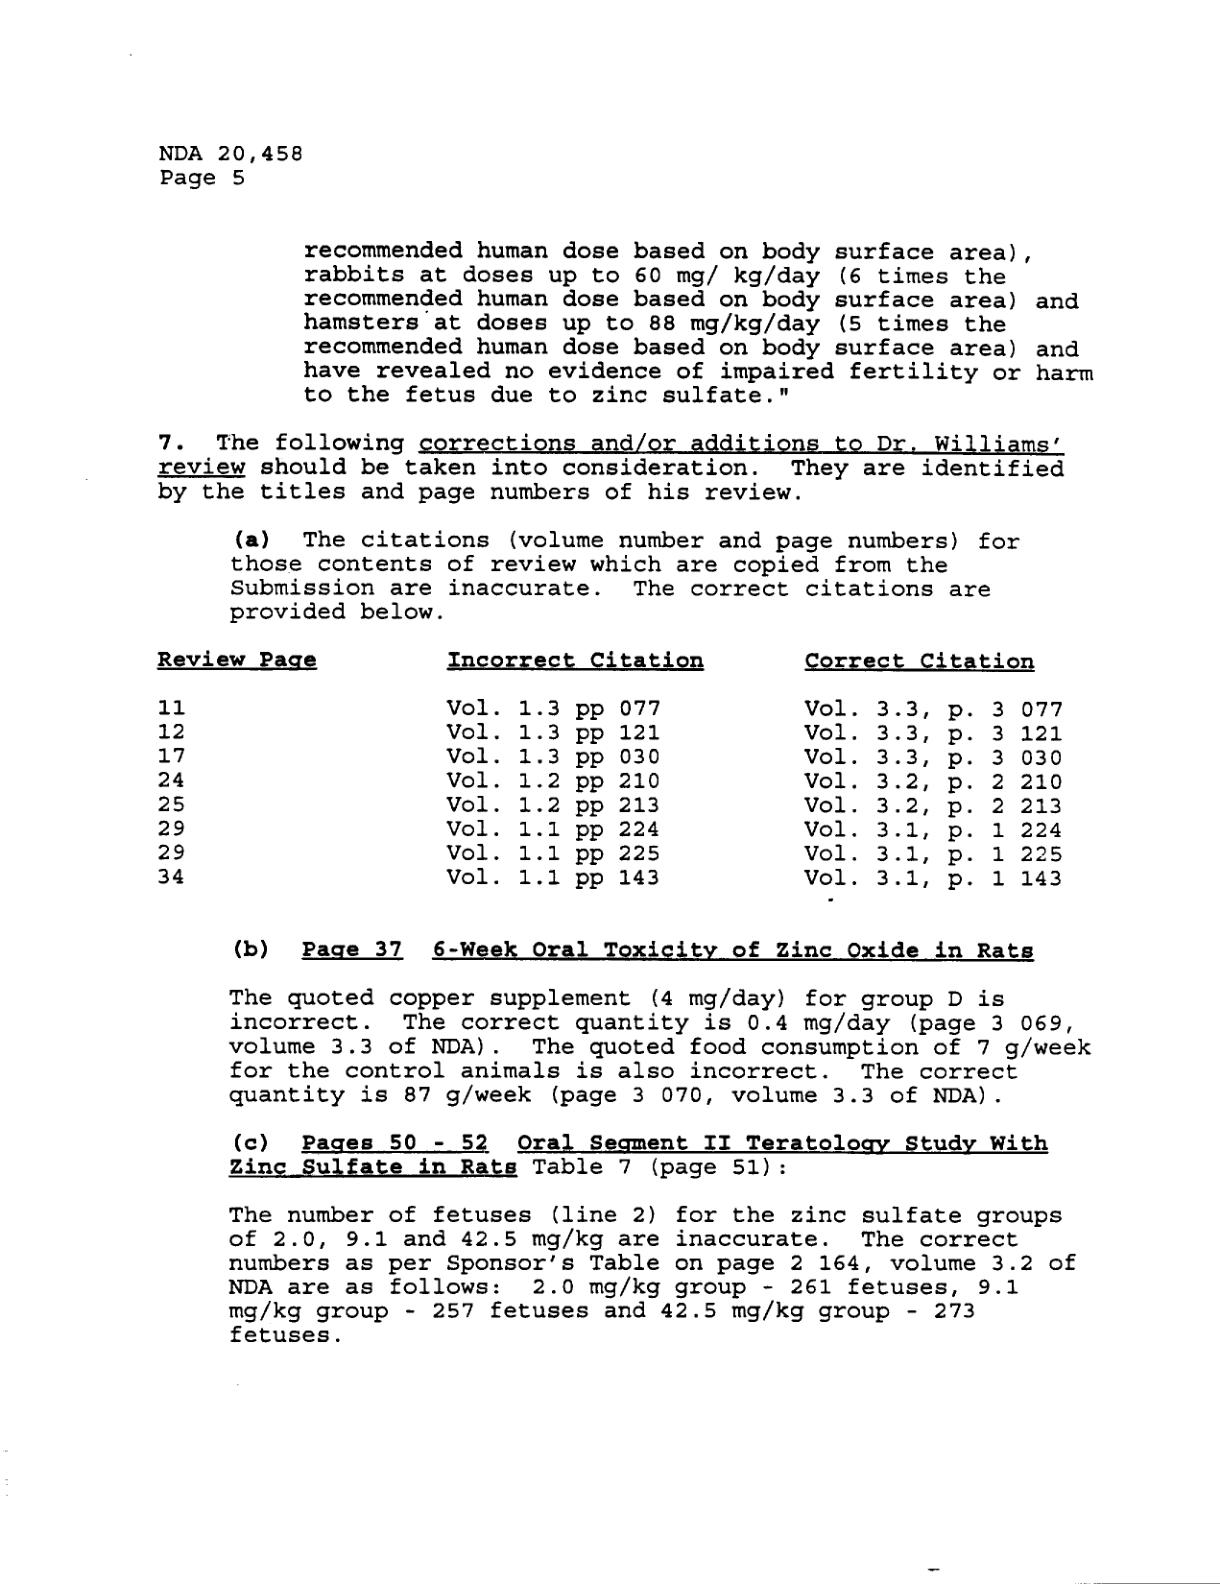 NDA 20,458
Page 5
recommended human dose based on body surface area),
rabbits at doses up to 60 mg/ kg/day (6 times the
recommended human dose based on body surface area) and
hamsters at doses up to 88 mg/kg/day (5 times the
recommended human dose based on body surface area) and
have revealed no evidence of impaired fertility or harm
to the fetus due to zinc sulfate."
7. The following corrections and/or additions to Dr. Williams'
review should be taken into consideration. They are identified
by the titles and page numbers of his review.
(a) The citations (volume number and page numbers) for
those contents of review which are copied from the
Submission are inaccurate. The correct citations are
provided below.
Review Page Incorrect Citation Correct Citation
11 Vol. 1.3 pp 077 Vol. 3.3, p. 3 077
12 Vol. 1.3 pp 121 Vol. 3.3, p. 3 121
17 Vol. 1.3 pp 030 Vol. 3.3, p. 3 030
24 Vol. 1.2 pp 210 Vol. 3.2, p. 2 210
25 Vol. 1.2 pp 213 Vol. 3.2, p. 2 213
29 Vol. 1.1 pp 224 Vol. 3.1, p. 1 224
29 Vol. 1.1 pp 225 Vol. 3.1, p. 1 225
34 Vol. 1.1 pp 143 Vol. 3.1, p. 1 143
(b) Page 37 6-Week Oral Toxicity of Zinc Oxide in Rats
The quoted copper supplement (4 mg/day) for group D is
incorrect. The correct quantity is 0.4 mg/day (page 3 069,
volume 3.3 of NDA). The quoted food consumption of 7 g/week
for the control animals is also incorrect. The correct
quantity is 87 g/week (page 3 070, volume 3.3 of NDA).
(c) Pages 50 - 52 Oral Segment II Teratology Study With
Zinc Sulfate in Rats Table 7 (page 51):
The number of fetuses (line 2) for the zinc sulfate groups
of 2.0, 9.1 and 42.5 mg/kg are inaccurate. The correct
numbers as per Sponsor's Table on page 2 164, volume 3.2 of
NDA are as follows: 2.0 mg/kg group - 261 fetuses, 9.1
mg/kg group - 257 fetuses and 42.5 mg/kg group - 273
fetuses.